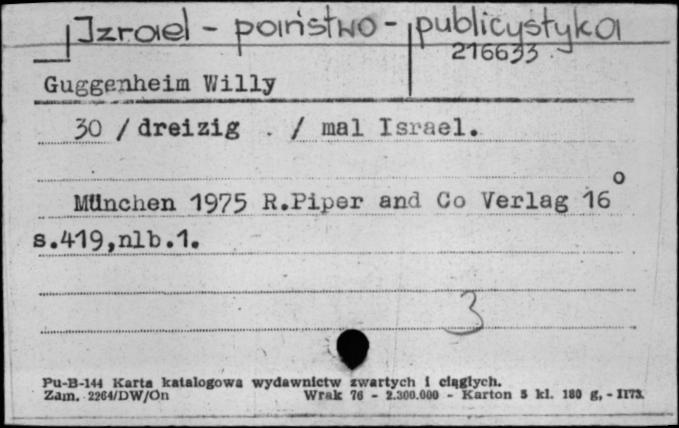 Izrael - państwo - publicystyka
216633
Guggenheim Willy
30 / dreizig . / mal Israel.
München 1975 R.Piper and Co Verlag 16°
s.419,nlb.1.
3
Pu-B-144 Karta katalogowa wydawnictw zwartych i ciągłych.
Zam. 2264/DW/On Wrak 76 - 2.300.000 - Karton 5 kl. 180 g, - II73.